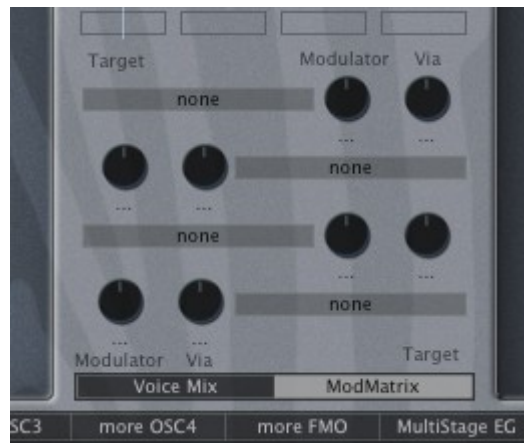 Target Modulator Via
none
---
---
none
---
---
none
---
---
none
---
---
Modulator Via Target
Voice Mix ModMatrix
SC3 more OSC4 more FMO MultiStage EG